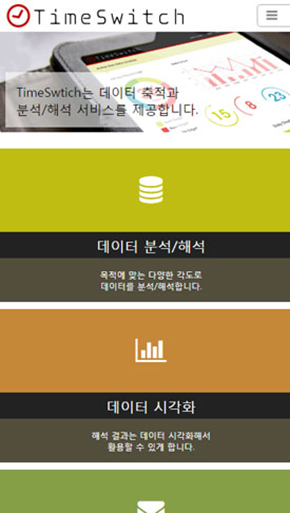 TimeSwitch
TimeSwtich는 데이터 축적과
분석/해석 서비스를 제공합니다.
15
8
23
데이터 분석/해석
목적에 맞는 다양한 각도로
데이터를 분석/해석합니다.
데이터 시각화
해석 결과는 데이터 시각화해서
활용할 수 있게 합니다.